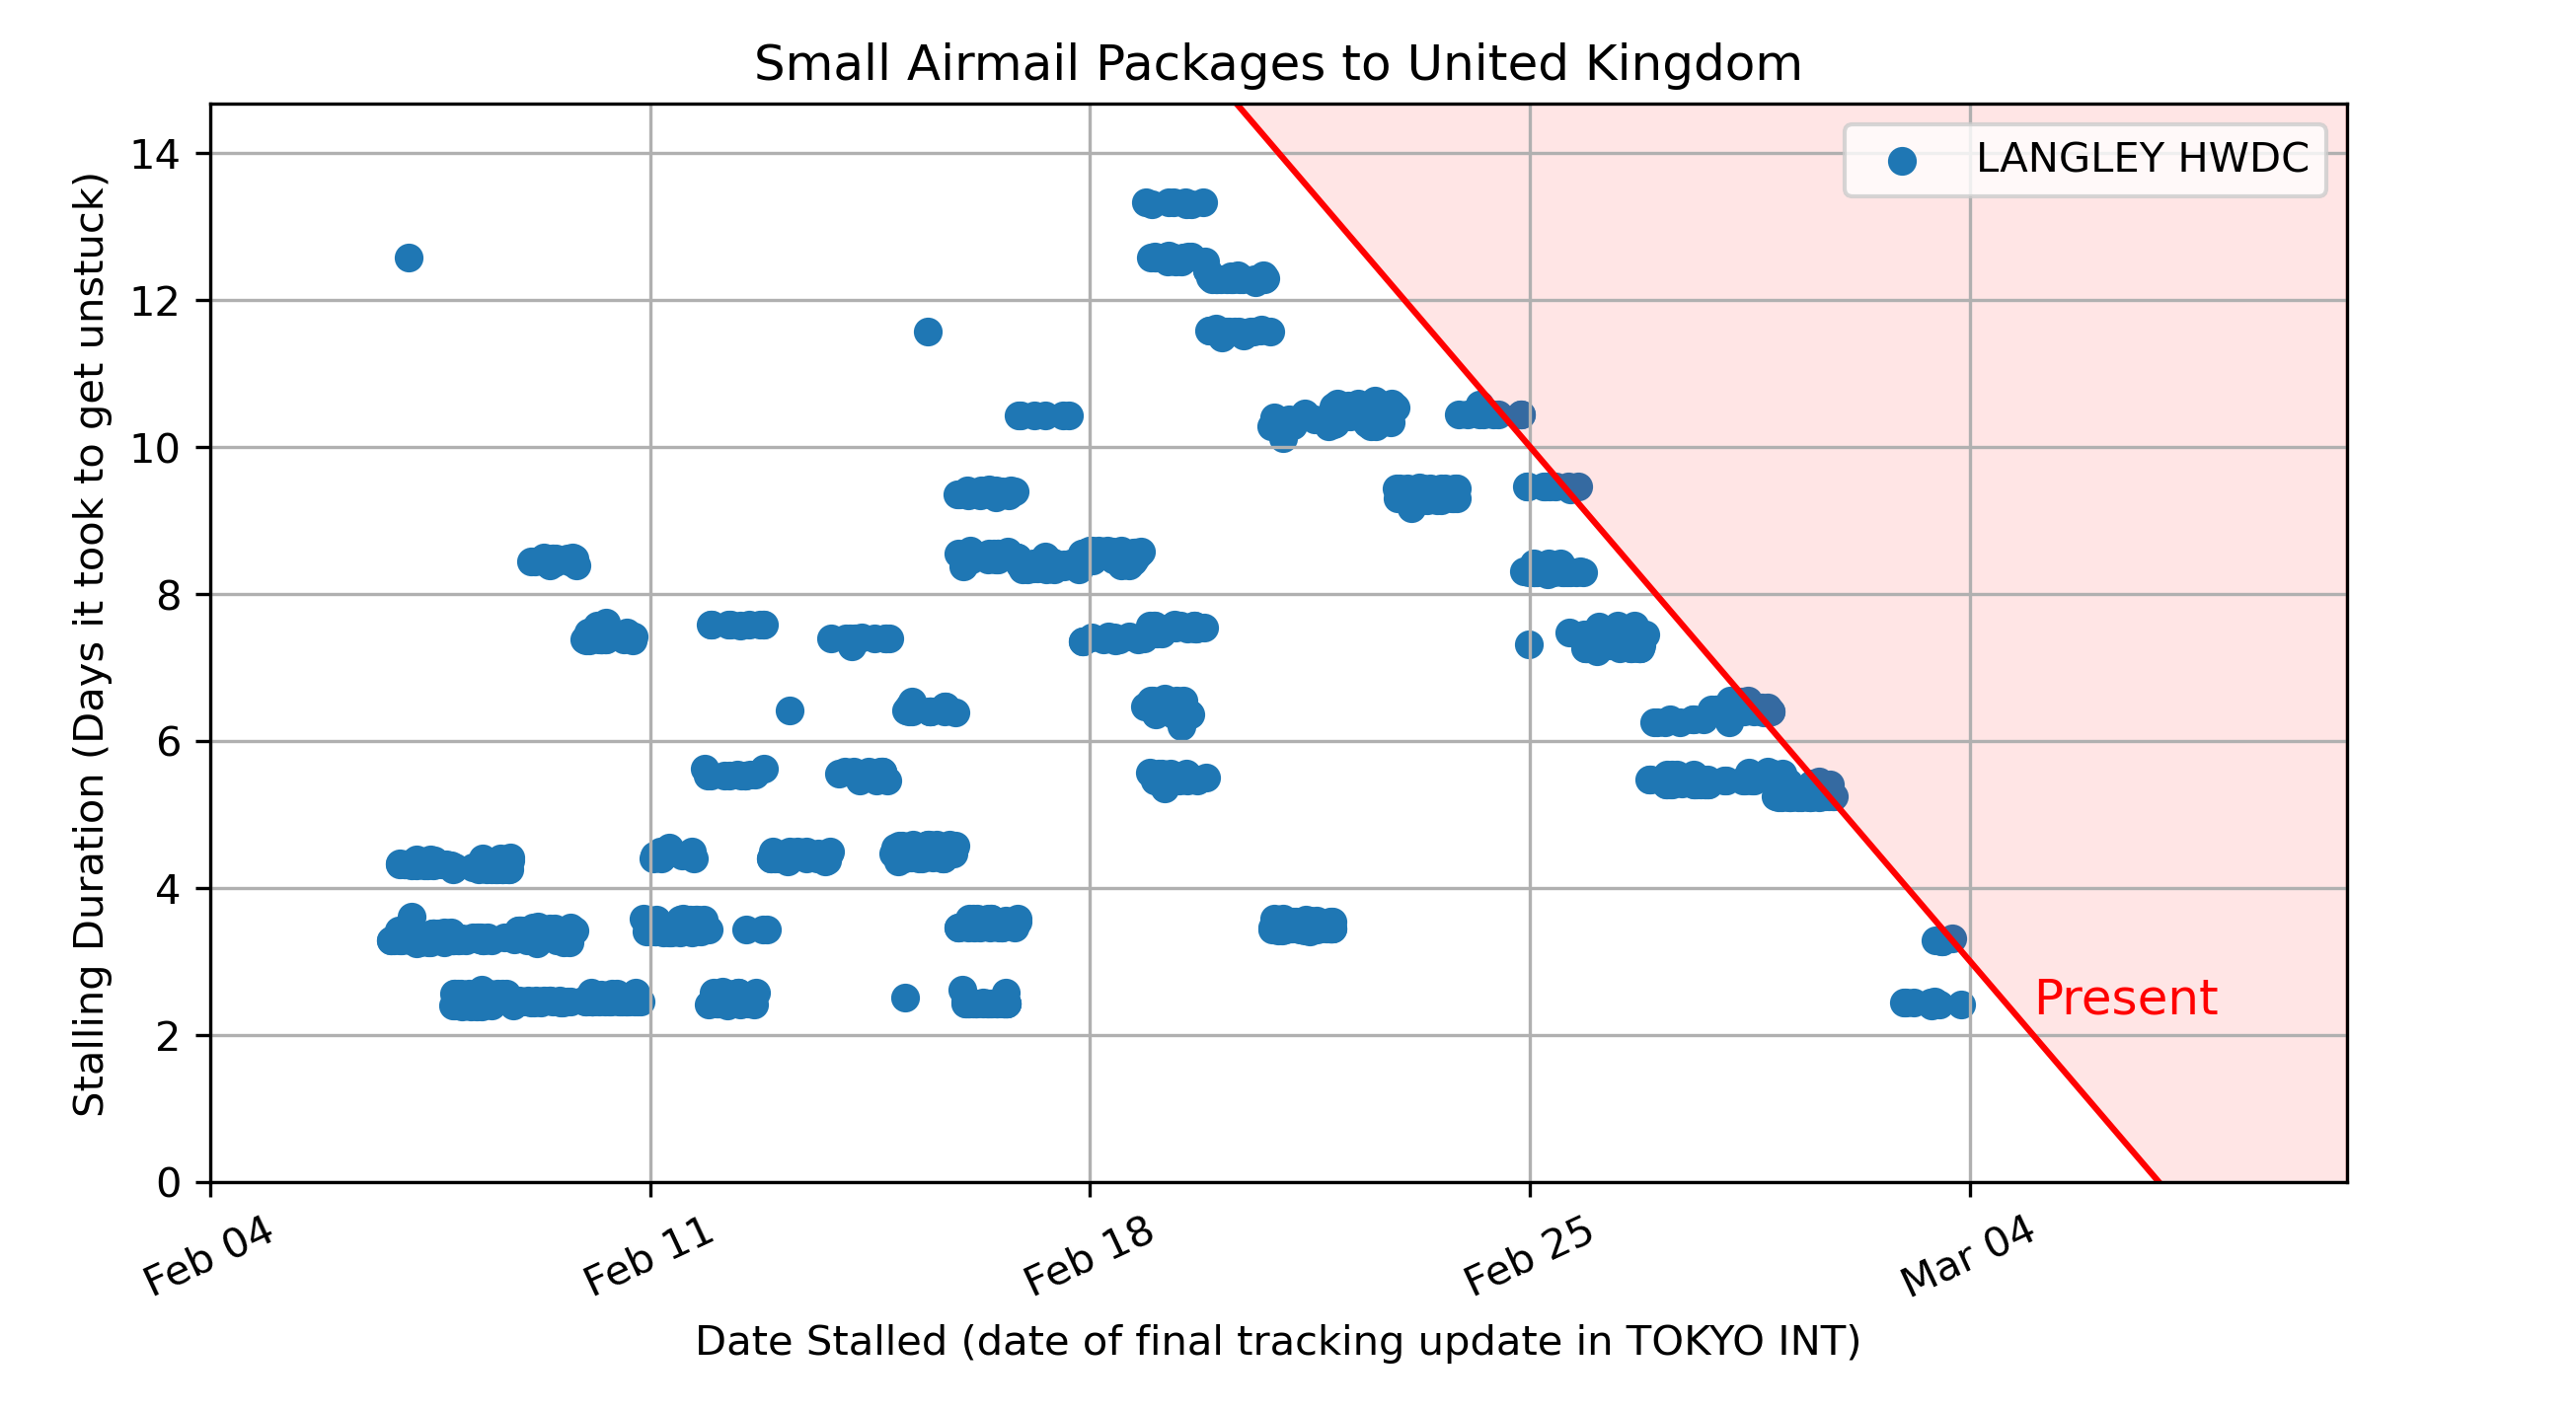 Small Airmail Packages to United Kingdom
LANGLEY HWDC
Stalling Duration (Days it took to get unstuck)
14
12
10
8
6
4
2
0
Present
Feb 04
Feb 11
Feb 18
Feb 25
Mar 04
Date Stalled (date of final tracking update in TOKYO INT)